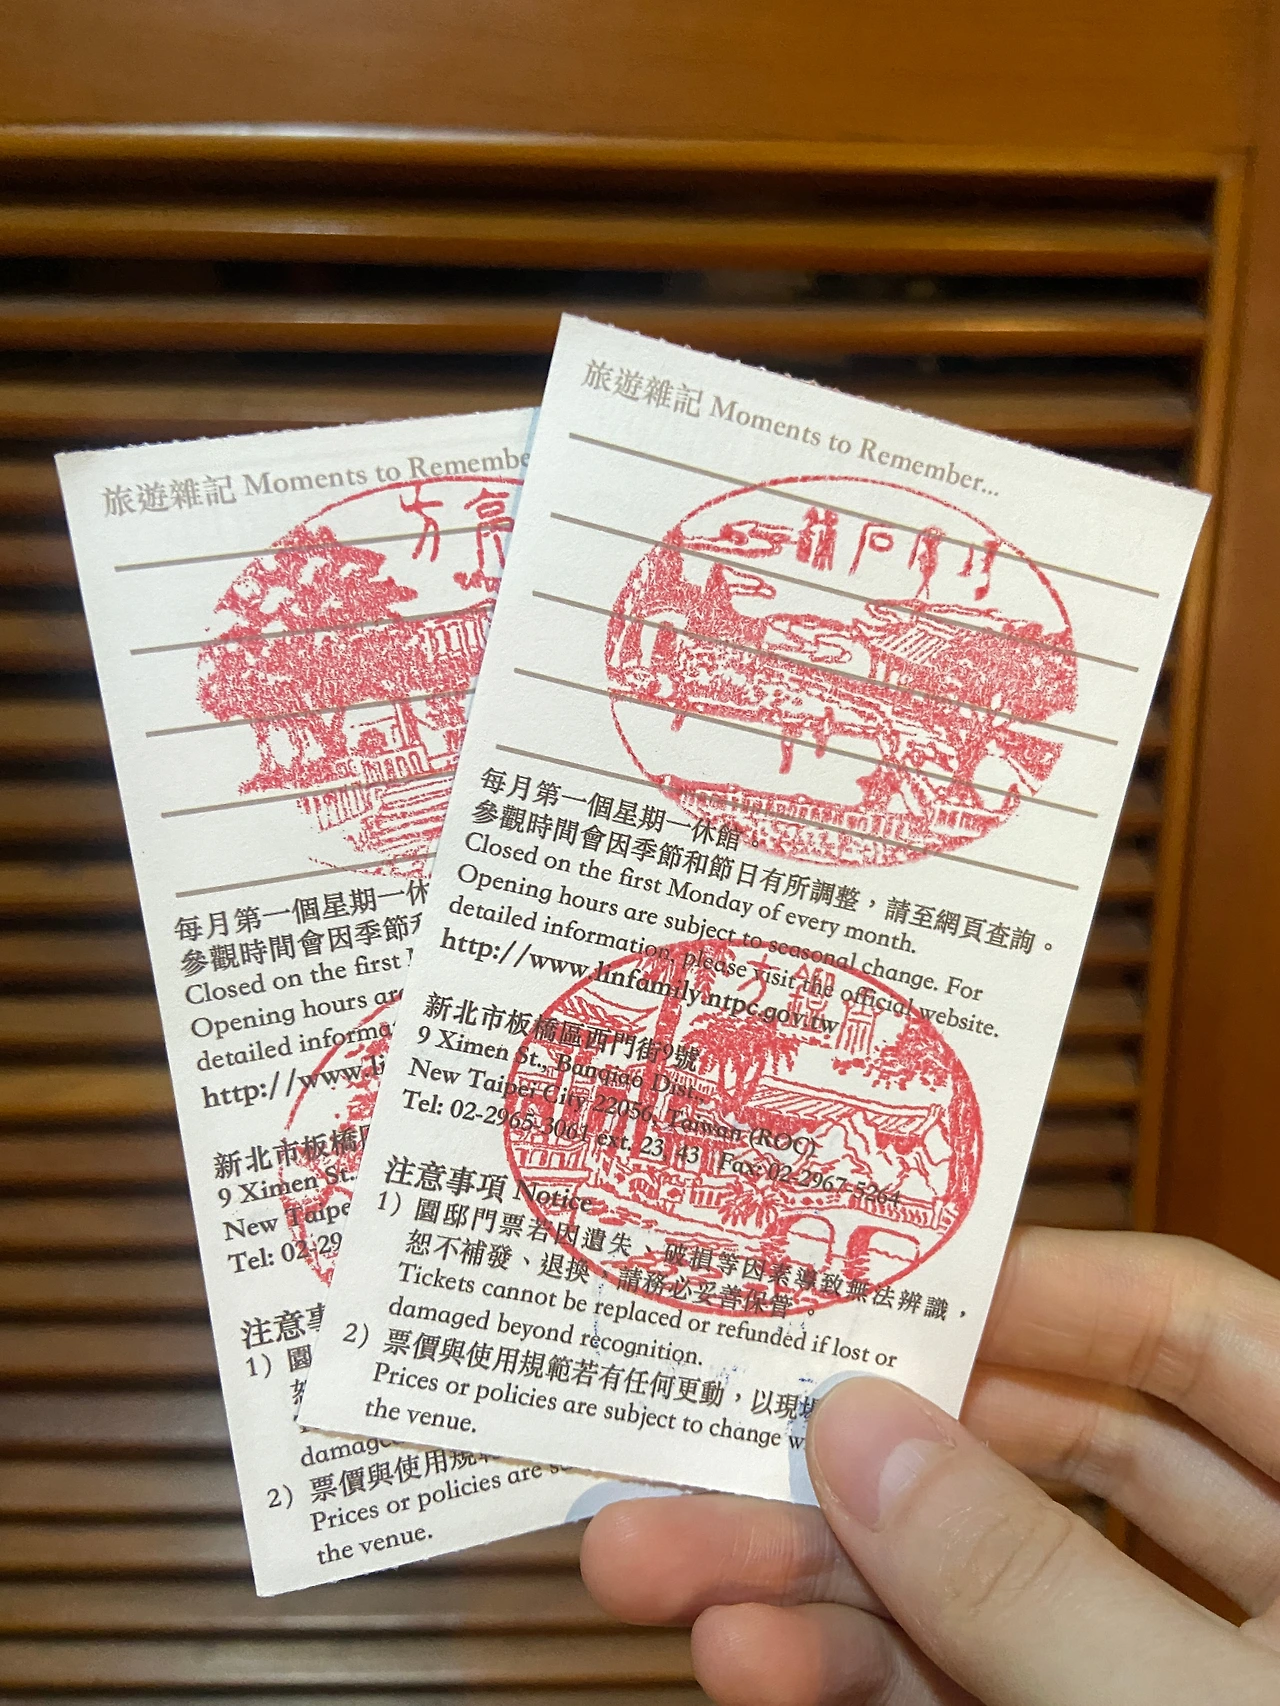 旅遊雜記 Moments to Remember...
每月第一個星期一休館。
參觀時間會因季節和節日有所調整，請至網頁查詢。
Closed on the first Monday of every month.
Opening hours are subject to seasonal change. For
detailed information, please visit the official website.
http://www.linfamily.ntpc.gov.tw
新北市板橋區西門街9號
9 Ximen St., Banqiao Dist.,
New Taipei City 22056, Taiwan (ROC)
Tel: 02-2965-3061 ext. 23, 43 Fax: 02-2967-5264
注意事項 Notice
1）園邸門票若因遺失、破損等因素導致無法辨識，
恕不補發、退換，請務必妥善保管。
Tickets cannot be replaced or refunded if lost or
damaged beyond recognition.
2）票價與使用規範若有任何更動，以現場
Prices or policies are subject to change w
the venue.
旅遊雜記 Moments to Remembe
方亭
每月第一個星期一休
參觀時間會因季節
Closed on the first
Opening hours are
detailed informa
http://www.li
新北市板橋
9 Ximen St.
New Taipe
Tel: 02-29
注意事
1）園
恕
damage
2）票價與使用規
Prices or policies are s
the venue.